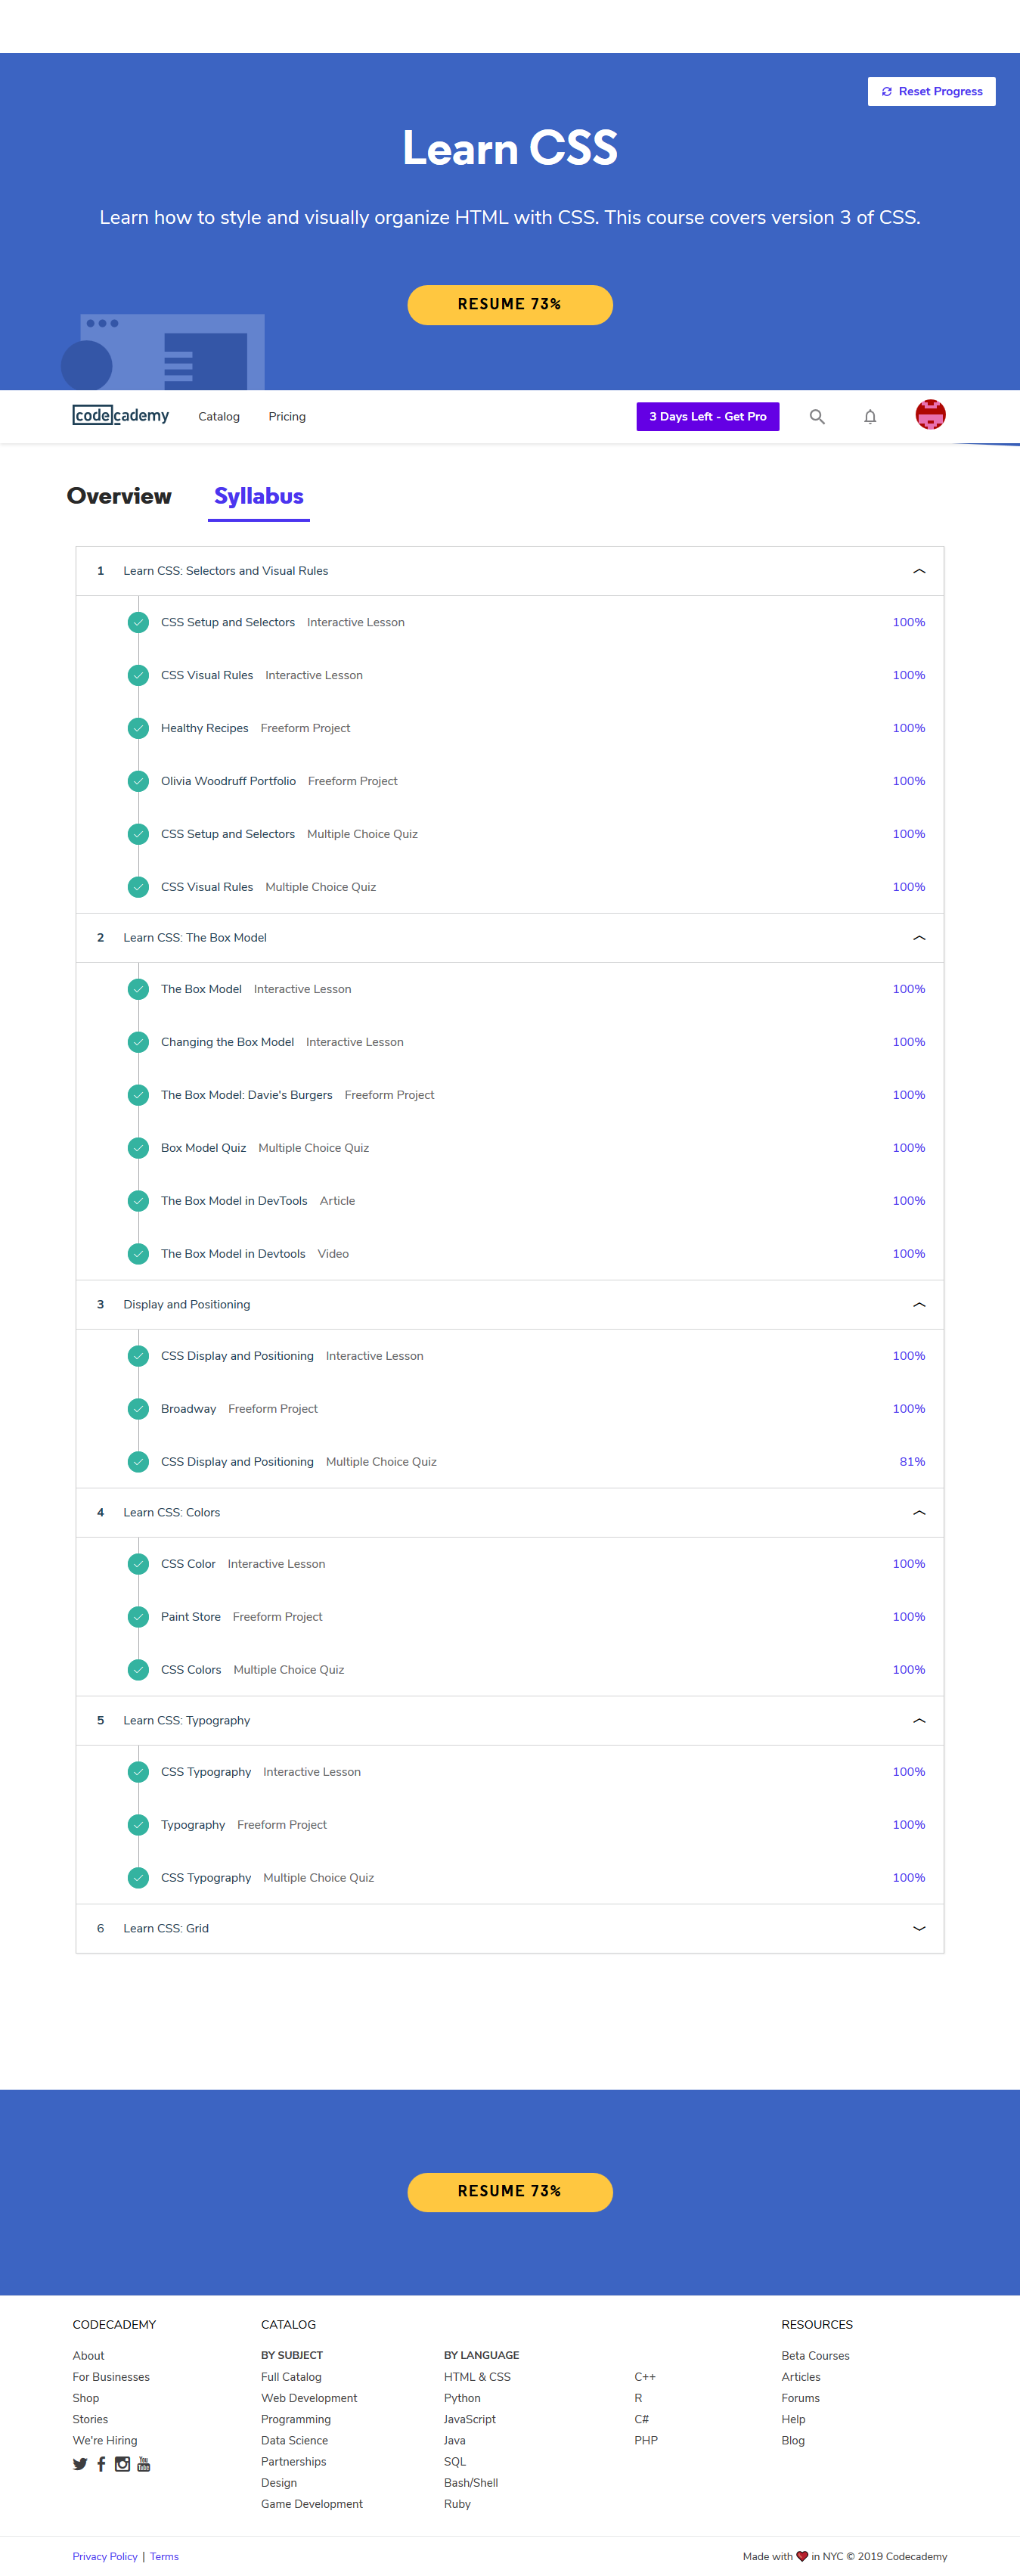 Reset Progress
Learn CSS
Learn how to style and visually organize HTML with CSS. This course covers version 3 of CSS.
RESUME 73%
codecademy Catalog Pricing 3 Days Left - Get Pro
Overview Syllabus
1 Learn CSS: Selectors and Visual Rules
CSS Setup and Selectors Interactive Lesson 100%
CSS Visual Rules Interactive Lesson 100%
Healthy Recipes Freeform Project 100%
Olivia Woodruff Portfolio Freeform Project 100%
CSS Setup and Selectors Multiple Choice Quiz 100%
CSS Visual Rules Multiple Choice Quiz 100%
2 Learn CSS: The Box Model
The Box Model Interactive Lesson 100%
Changing the Box Model Interactive Lesson 100%
The Box Model: Davie's Burgers Freeform Project 100%
Box Model Quiz Multiple Choice Quiz 100%
The Box Model in DevTools Article 100%
The Box Model in Devtools Video 100%
3 Display and Positioning
CSS Display and Positioning Interactive Lesson 100%
Broadway Freeform Project 100%
CSS Display and Positioning Multiple Choice Quiz 81%
4 Learn CSS: Colors
CSS Color Interactive Lesson 100%
Paint Store Freeform Project 100%
CSS Colors Multiple Choice Quiz 100%
5 Learn CSS: Typography
CSS Typography Interactive Lesson 100%
Typography Freeform Project 100%
CSS Typography Multiple Choice Quiz 100%
6 Learn CSS: Grid
RESUME 73%
CODECADEMY
About
For Businesses
Shop
Stories
We're Hiring
You Tube
CATALOG
BY SUBJECT
Full Catalog
Web Development
Programming
Data Science
Partnerships
Design
Game Development
BY LANGUAGE
HTML & CSS
Python
JavaScript
Java
SQL
Bash/Shell
Ruby
C++
R
C#
PHP
RESOURCES
Beta Courses
Articles
Forums
Help
Blog
Privacy Policy | Terms
Made with ❤ in NYC © 2019 Codecademy